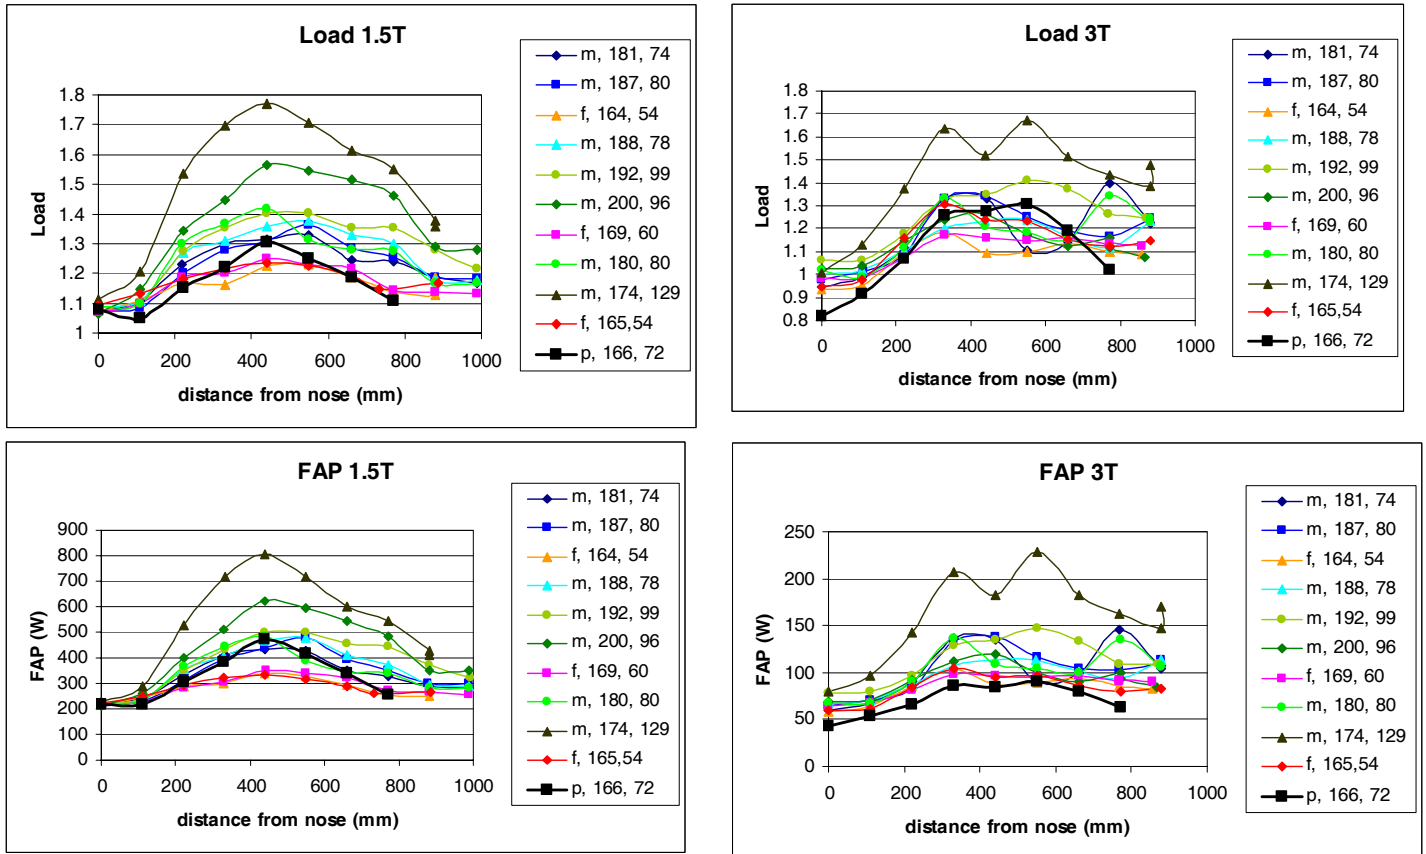 Load 1.5T
Load
1.8
1.7
1.6
1.5
1.4
1.3
1.2
1.1
1
0
200
400
600
800
1000
distance from nose (mm)
m, 181, 74
m, 187, 80
f, 164, 54
m, 188, 78
m, 192, 99
m, 200, 96
f, 169, 60
m, 180, 80
m, 174, 129
f, 165,54
p, 166, 72
Load 3T
Load
1.8
1.7
1.6
1.5
1.4
1.3
1.2
1.1
1
0.9
0.8
0
200
400
600
800
1000
distance from nose (mm)
m, 181, 74
m, 187, 80
f, 164, 54
m, 188, 78
m, 192, 99
m, 200, 96
f, 169, 60
m, 180, 80
m, 174, 129
f, 165,54
p, 166, 72
FAP 1.5T
FAP (W)
900
800
700
600
500
400
300
200
100
0
0
200
400
600
800
1000
distance from nose (mm)
m, 181, 74
m, 187, 80
f, 164, 54
m, 188, 78
m, 192, 99
m, 200, 96
f, 169, 60
m, 180, 80
m, 174, 129
f, 165,54
p, 166, 72
FAP 3T
FAP (W)
250
200
150
100
50
0
0
200
400
600
800
1000
distance from nose (mm)
m, 181, 74
m, 187, 80
f, 164, 54
m, 188, 78
m, 192, 99
m, 200, 96
f, 169, 60
m, 180, 80
m, 174, 129
f, 165,54
p, 166, 72